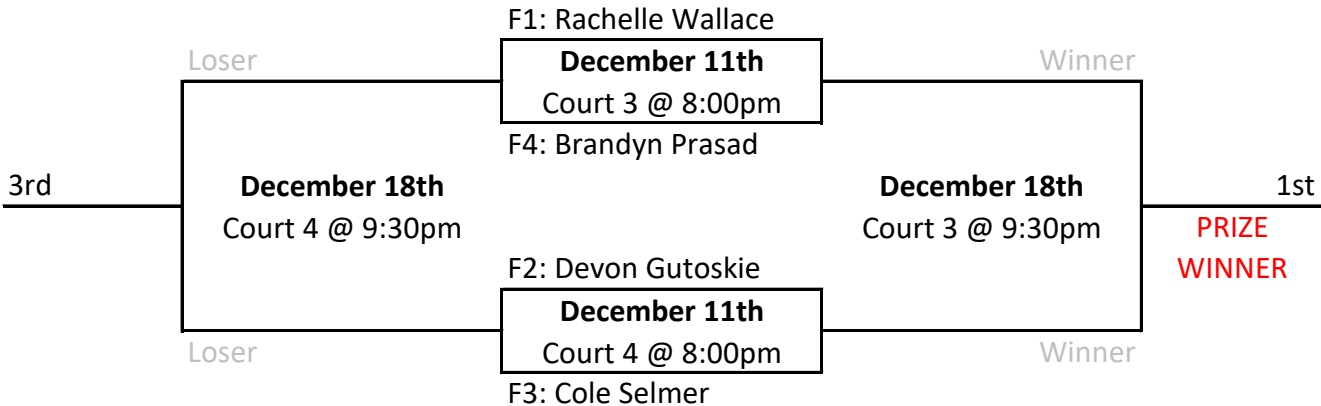 F1: Rachelle Wallace
Loser
December 11th
Winner
Court 3 @ 8:00pm
F4: Brandyn Prasad
3rd
December 18th
December 18th
1st
Court 4 @ 9:30pm
Court 3 @ 9:30pm
PRIZE
WINNER
F2: Devon Gutoskie
December 11th
Loser
Court 4 @ 8:00pm
Winner
F3: Cole Selmer